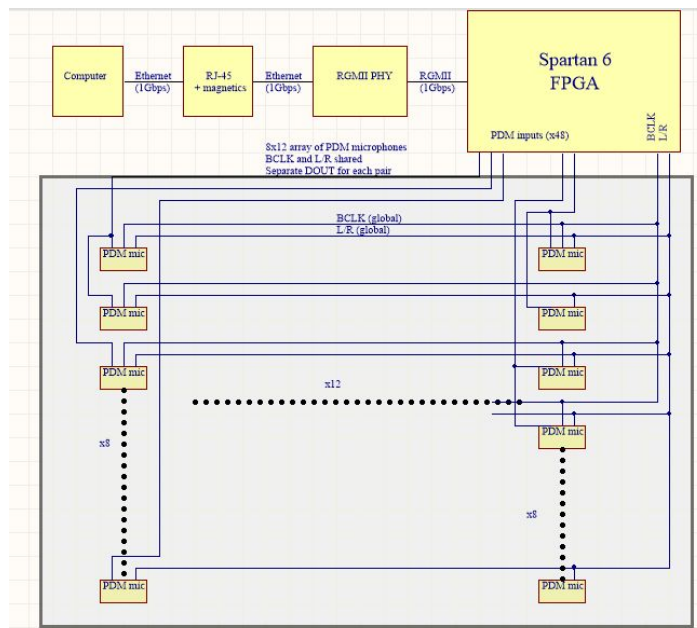 Computer
Ethernet
(1Gbps)
RJ-45
+ magnetics
Ethernet
(1Gbps)
RGMII PHY
RGMII
(1Gbps)
Spartan 6
FPGA
PDM inputs (x48)
BCLK
L/R
8x12 array of PDM microphones
BCLK and L/R shared
Separate DOUT for each pair
BCLK (global)
L/R (global)
PDM mic
PDM mic
PDM mic
PDM mic
PDM mic
PDM mic
x12
PDM mic
x8
x8
PDM mic
PDM mic